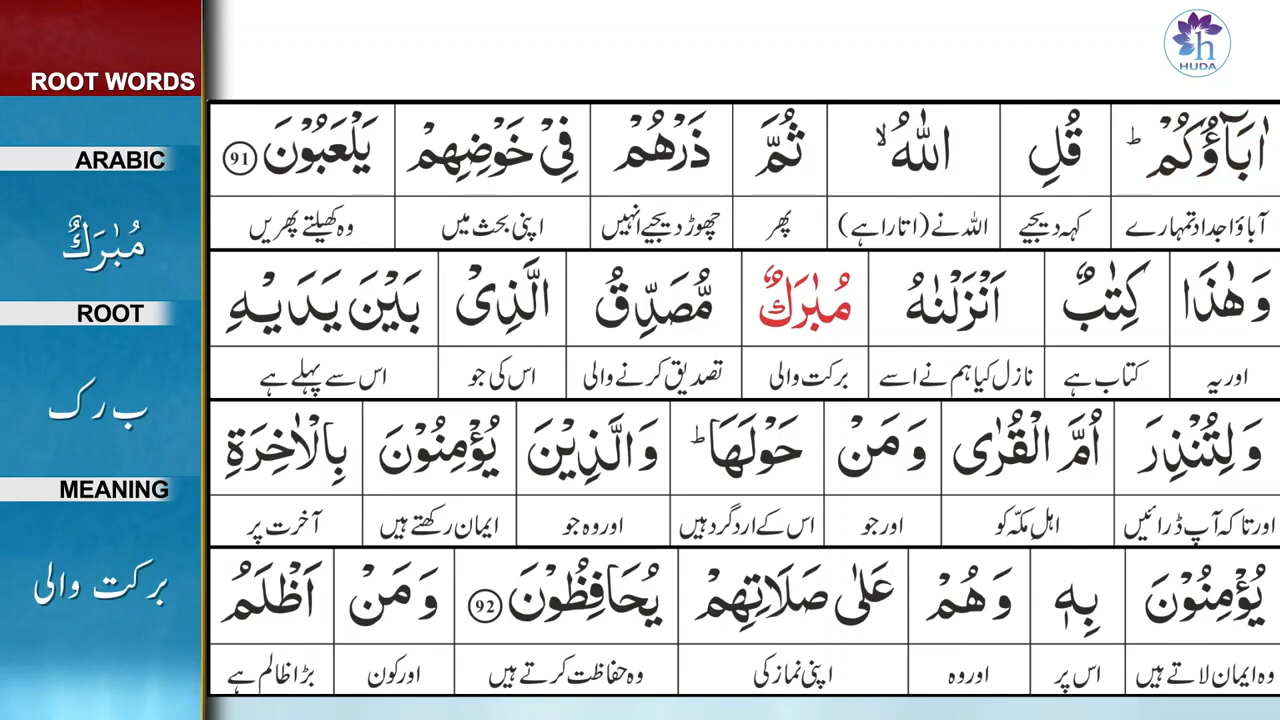 ROOT WORDS
ARABIC
مُبٰرَكٌ
ROOT
ب ر ک
MEANING
برکت والی
h
HUDA
اٰبَآؤُكُمْ ؕ قُلِ اللّٰهُ ۙ ثُمَّ ذَرْهُمْ فِیْ خَوْضِهِمْ یَلْعَبُوْنَ 91
آباؤ اجداد تمہارے کہہ دیجیے اللہ نے (اتارا ہے) پھر چھوڑ دیجیے انہیں اپنی بحث میں وہ کھیلتے پھریں
وَ هٰذَا كِتٰبٌ اَنْزَلْنٰهُ مُبٰرَكٌ مُّصَدِّقُ الَّذِیْ بَیْنَ یَدَیْهِ
اور یہ کتاب ہے نازل کیا ہم نے اسے برکت والی تصدیق کرنے والی اس کی جو اس سے پہلے ہے
وَ لِتُنْذِرَ اُمَّ الْقُرٰی وَ مَنْ حَوْلَهَا ؕ وَ الَّذِیْنَ یُؤْمِنُوْنَ بِالْاٰخِرَةِ
اور تاکہ آپ ڈرائیں اہلِ مکّہ کو اور جو اس کے اردگرد ہیں اور وہ جو ایمان رکھتے ہیں آخرت پر
یُؤْمِنُوْنَ بِهٖ وَ هُمْ عَلٰی صَلَاتِهِمْ یُحَافِظُوْنَ 92 وَ مَنْ اَظْلَمُ
وہ ایمان لاتے ہیں اس پر اور وہ اپنی نماز کی وہ حفاظت کرتے ہیں اور کون بڑا ظالم ہے